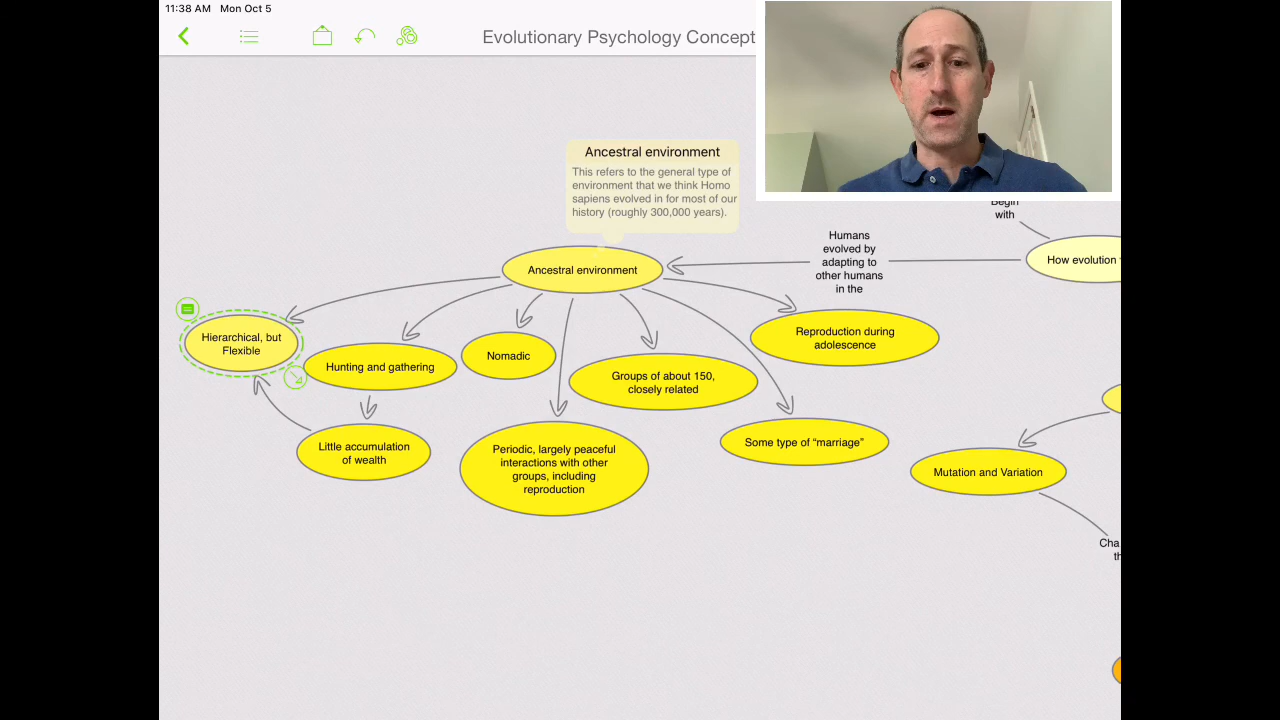 11:38 AM Mon Oct 5
Evolutionary Psychology Concept
Ancestral environment
This refers to the general type of
environment that we think Homo
sapiens evolved in for most of our
history (roughly 300,000 years).
Begin
with
Humans
evolved by
adapting to
other humans
in the
How evolution
Ancestral environment
Hierarchical, but
Flexible
Hunting and gathering
Nomadic
Groups of about 150,
closely related
Reproduction during
adolescence
Little accumulation
of wealth
Periodic, largely peaceful
interactions with other
groups, including
reproduction
Some type of “marriage”
Mutation and Variation
Cha
th